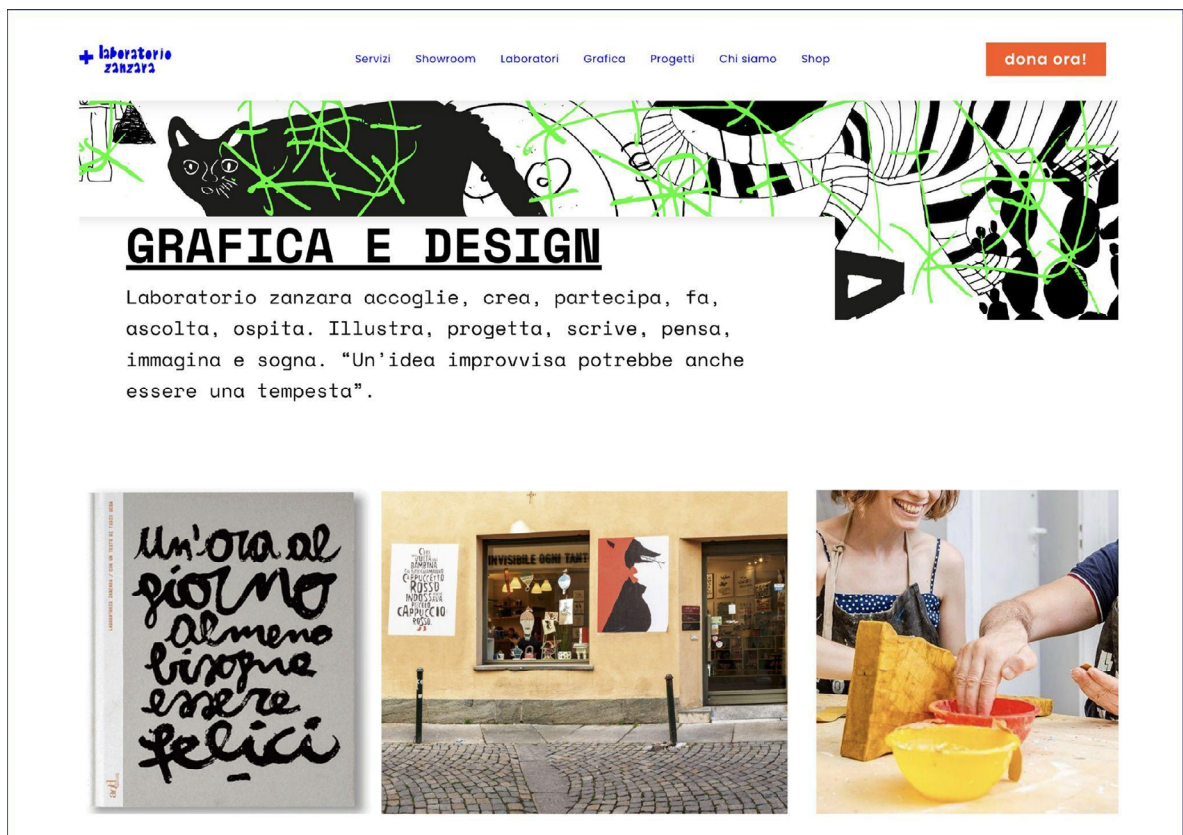 laboratorio
zanzara
Servizi
Showroom
Laboratori
Grafica
Progetti
Chi siamo
Shop
dona ora!
GRAFICA E DESIGN
Laboratorio zanzara accoglie, crea, partecipa, fa,
ascolta, ospita. Illustra, progetta, scrive, pensa,
immagina e sogna. “Un’idea improvvisa potrebbe anche
essere una tempesta”.
Un'ora al
giorno
almeno
bisogna
essere
felici
INVISIBILE OGNI TANT
BAMBINA
CAPPUCCETTO
ROSSO
CAPPUCCIO
ROSSO